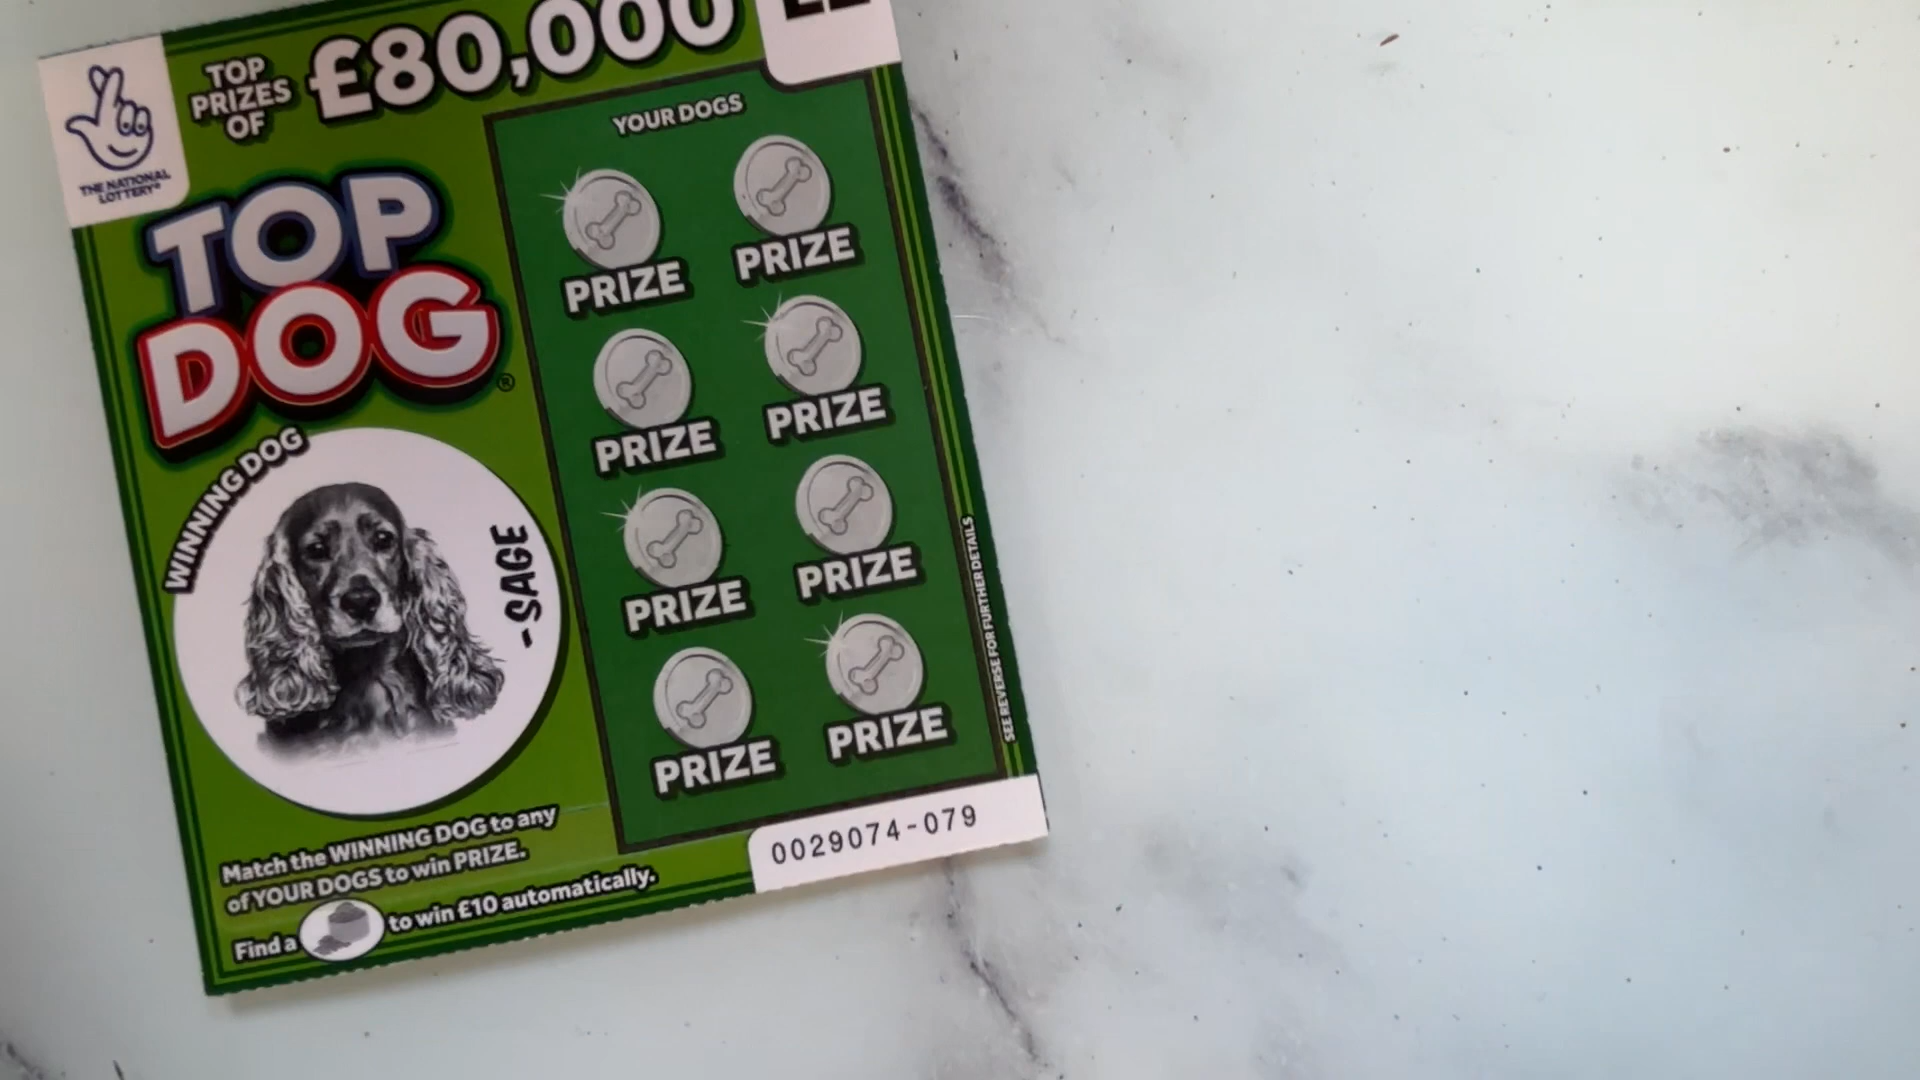 TOP
PRIZES
OF
£80,000
THE NATIONAL
LOTTERY®
TOP
DOG®
YOUR DOGS
PRIZE
PRIZE
PRIZE
PRIZE
PRIZE
PRIZE
PRIZE
PRIZE
WINNING DOG
-SAGE
SEE REVERSE FOR FURTHER DETAILS
Match the WINNING DOG to any
of YOUR DOGS to win PRIZE.
Find a to win £10 automatically.
0029074-079